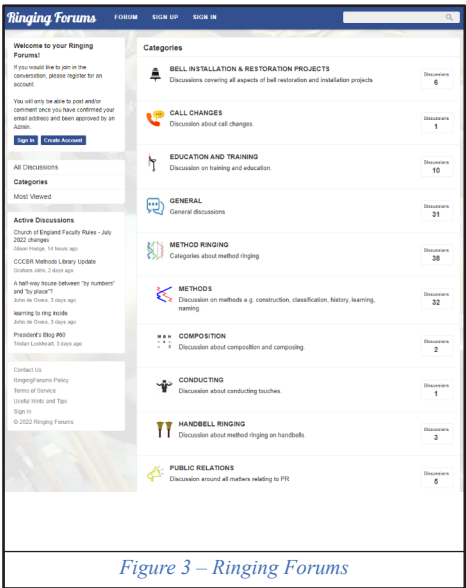 Ringing Forums
FORUM SIGN UP SIGN IN
Welcome to your Ringing
Forums!
If you would like to join in the
conversation, please register for an
account.
You will only be able to post and/or
comment once you have confirmed your
email address and been approved by an
Admin.
Sign In Create Account
All Discussions
Categories
Most Viewed
Active Discussions
Church of England Faculty Rules - July
2022 changes
Alison Hodge, 14 hours ago
CCCBR Methods Library Update
Graham John, 2 days ago
A half-way house between "by numbers"
and "by place"?
John de Overa, 3 days ago
learning to ring inside
John de Overa, 3 days ago
President's Blog #60
Tristan Lockheart, 3 days ago
Contact Us
RingingForums Policy
Terms of Service
Useful Hints and Tips
Sign In
© 2022 Ringing Forums
Categories
BELL INSTALLATION & RESTORATION PROJECTS
Discussions covering all aspects of bell restoration and installation projects
Discussions
6
CALL CHANGES
Discussion about call changes.
Discussions
1
EDUCATION AND TRAINING
Discussion on training and education.
Discussions
10
GENERAL
General discussions
Discussions
31
METHOD RINGING
Categories about method ringing.
Discussions
38
METHODS
Discussion on methods e.g. construction, classification, history, learning,
naming.
Discussions
32
COMPOSITION
Discussion about composition and composing.
Discussions
2
CONDUCTING
Discussion about conducting touches.
Discussions
1
HANDBELL RINGING
Discussion about method ringing on handbells.
Discussions
3
PUBLIC RELATIONS
Discussion around all matters relating to PR
Discussions
5
Figure 3 – Ringing Forums